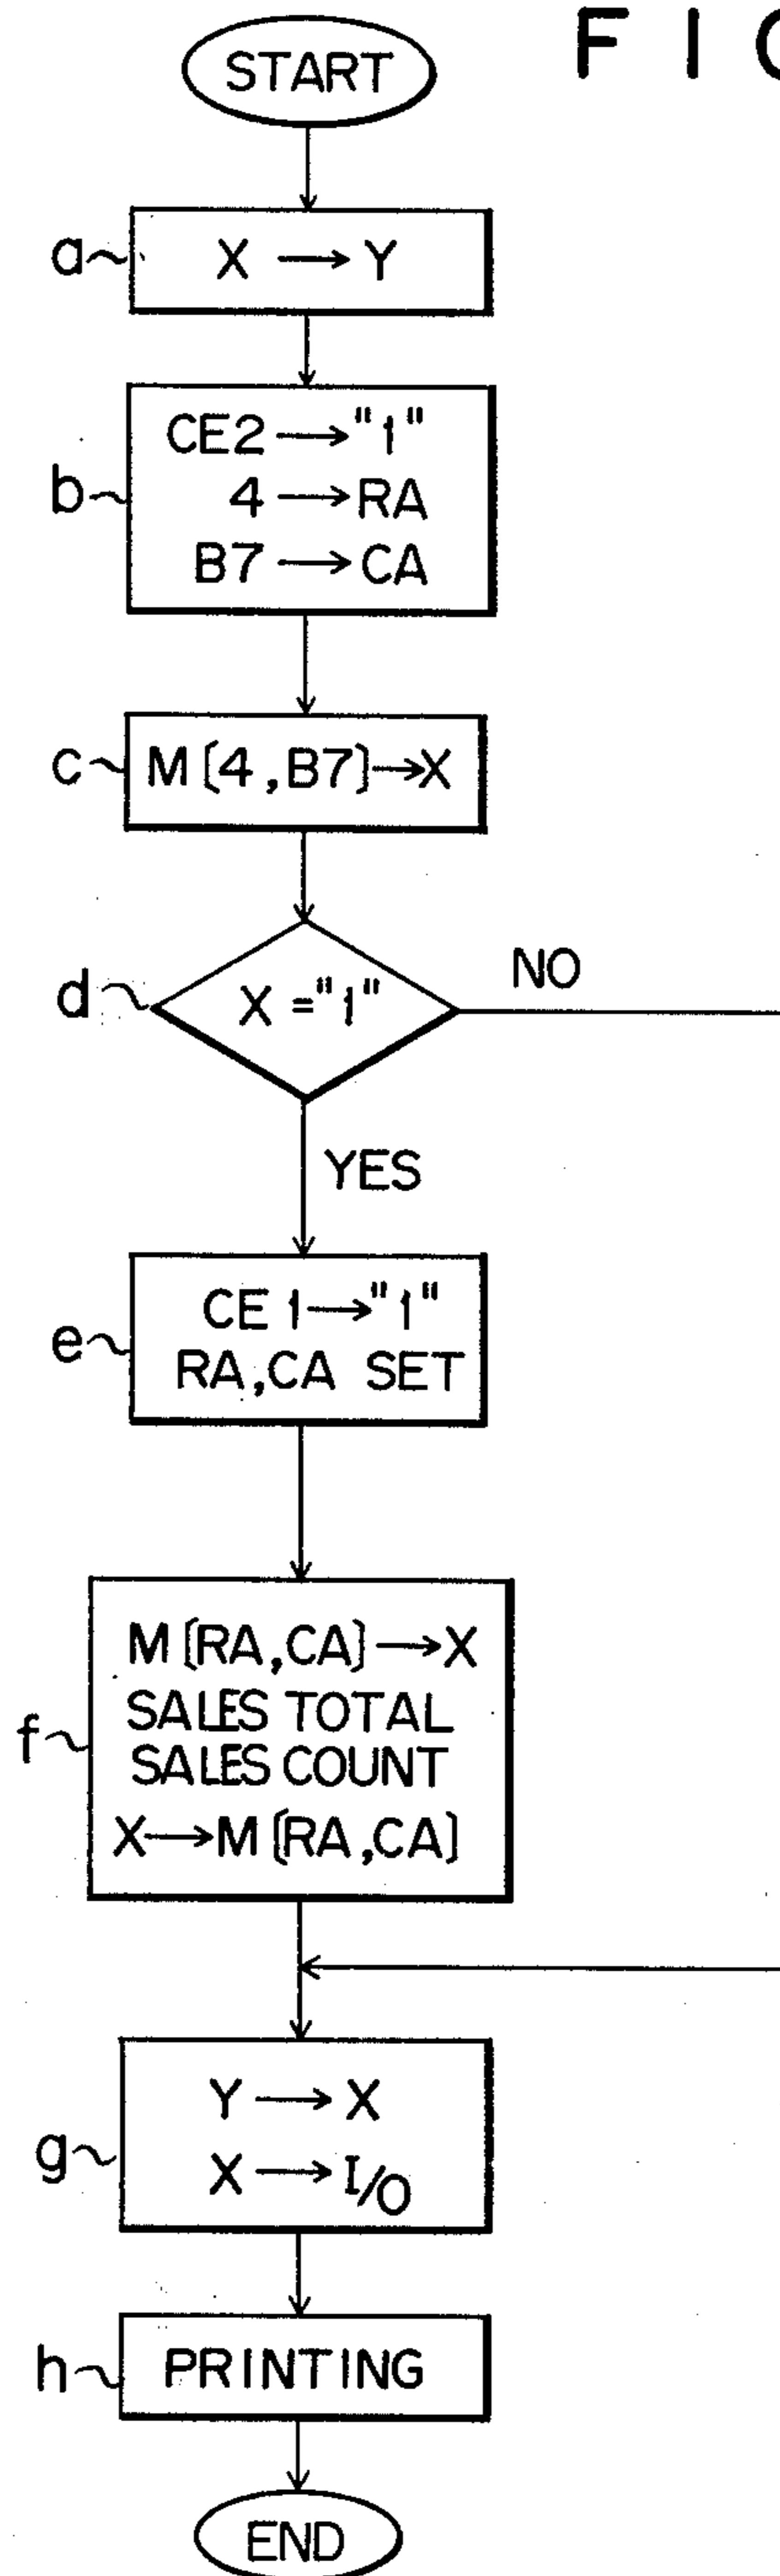 F I G
START
a
X → Y
b
CE2 → "1"
4 → RA
B7 → CA
c
M[4,B7] → X
d
X = "1"
NO
YES
e
CE 1 → "1"
RA,CA SET
f
M[RA,CA] → X
SALES TOTAL
SALES COUNT
X → M[RA,CA]
g
Y → X
X → I/O
h
PRINTING
END